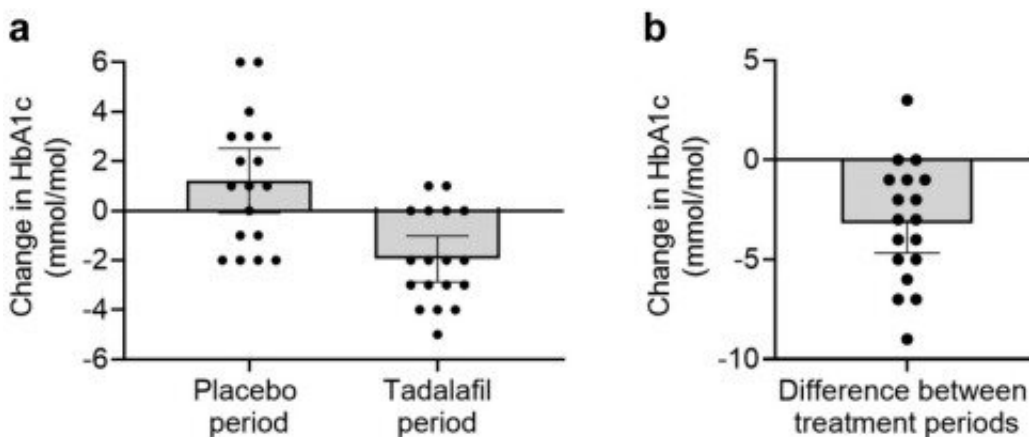 a
Change in HbA1c
(mmol/mol)
6
4
2
0
-2
-4
-6
Placebo
period
Tadalafil
period
b
Change in HbA1c
(mmol/mol)
5
0
-5
-10
Difference between
treatment periods